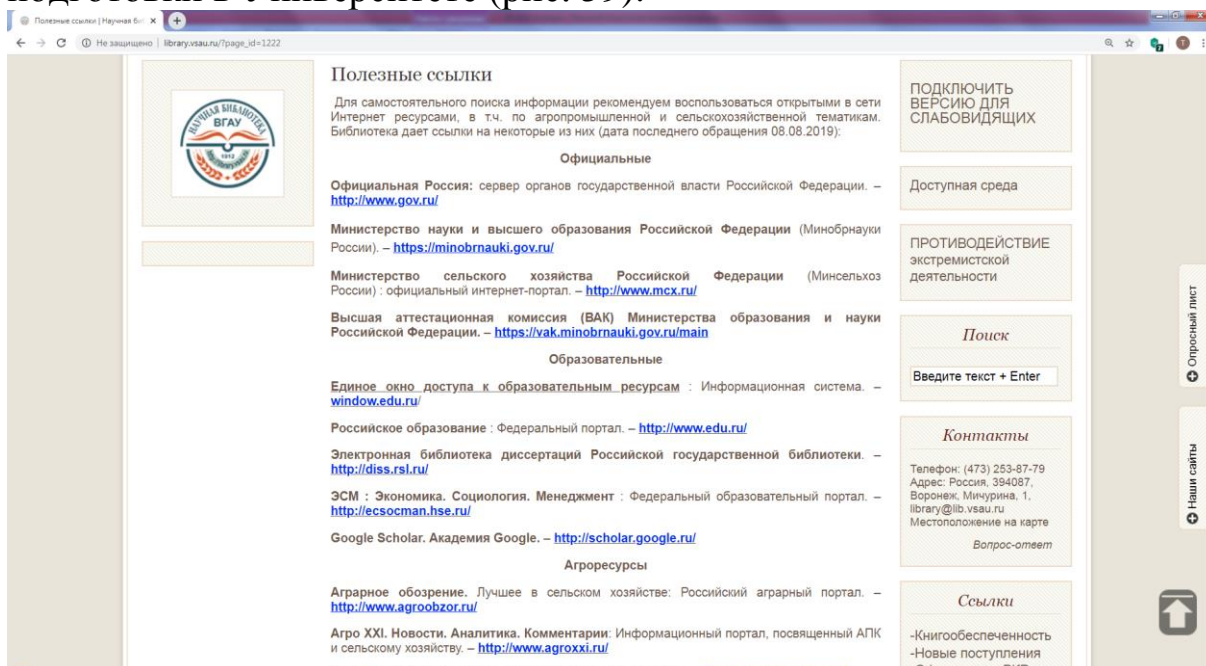 подготовки в Университете (рис. 39).
Полезные ссылки | Научная биб
Не защищено | library.vsau.ru/?page_id=1222
НАУЧНАЯ БИБЛИОТЕКА
ВГАУ
1912
Полезные ссылки
Для самостоятельного поиска информации рекомендуем воспользоваться открытыми в сети
Интернет ресурсами, в т.ч. по агропромышленной и сельскохозяйственной тематикам.
Библиотека дает ссылки на некоторые из них (дата последнего обращения 08.08.2019):
Официальные
Официальная Россия: сервер органов государственной власти Российской Федерации. –
http://www.gov.ru/
Министерство науки и высшего образования Российской Федерации (Минобрнауки
России). – https://minobrnauki.gov.ru/
Министерство сельского хозяйства Российской Федерации (Минсельхоз
России) : официальный интернет-портал. – http://www.mcx.ru/
Высшая аттестационная комиссия (ВАК) Министерства образования и науки
Российской Федерации. – https://vak.minobrnauki.gov.ru/main
Образовательные
Единое окно доступа к образовательным ресурсам : Информационная система. –
window.edu.ru/
Российское образование : Федеральный портал. – http://www.edu.ru/
Электронная библиотека диссертаций Российской государственной библиотеки. –
http://diss.rsl.ru/
ЭСМ : Экономика. Социология. Менеджмент : Федеральный образовательный портал. –
http://ecsocman.hse.ru/
Google Scholar. Академия Google. – http://scholar.google.ru/
Агроресурсы
Аграрное обозрение. Лучшее в сельском хозяйстве: Российский аграрный портал. –
http://www.agroobzor.ru/
Агро XXI. Новости. Аналитика. Комментарии: Информационный портал, посвященный АПК
и сельскому хозяйству. – http://www.agroxxi.ru/
ПОДКЛЮЧИТЬ
ВЕРСИЮ ДЛЯ
СЛАБОВИДЯЩИХ
Доступная среда
ПРОТИВОДЕЙСТВИЕ
экстремистской
деятельности
Поиск
Введите текст + Enter
Контакты
Телефон: (473) 253-87-79
Адрес: Россия, 394087,
Воронеж, Мичурина, 1,
library@lib.vsau.ru
Местоположение на карте
Вопрос-ответ
Ссылки
-Книгообеспеченность
-Новые поступления
Опросный лист
Наши сайты